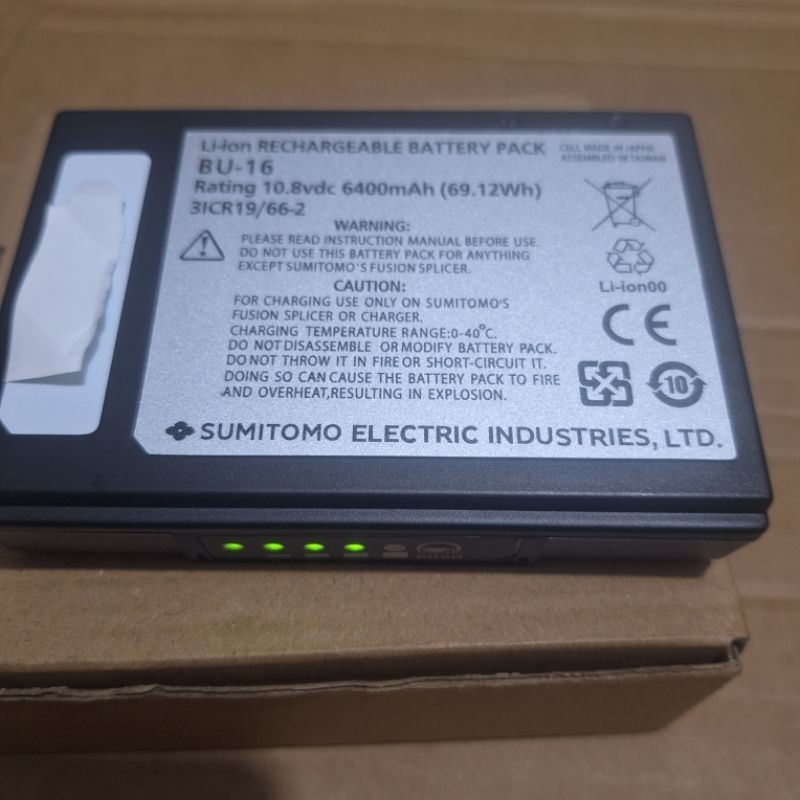 Li-ion RECHARGEABLE BATTERY PACK
CELL MADE IN JAPAN
ASSEMBLED IN TAIWAN
BU-16
Rating 10.8vdc 6400mAh (69.12Wh)
3ICR19/66-2
WARNING:
PLEASE READ INSTRUCTION MANUAL BEFORE USE.
DO NOT USE THIS BATTERY PACK FOR ANYTHING
EXCEPT SUMITOMO'S FUSION SPLICER.
CAUTION:
FOR CHARGING USE ONLY ON SUMITOMO'S
FUSION SPLICER OR CHARGER.
CHARGING TEMPERATURE RANGE:0-40°C.
DO NOT DISASSEMBLE OR MODIFY BATTERY PACK.
DO NOT THROW IT IN FIRE OR SHORT-CIRCUIT IT.
DOING SO CAN CAUSE THE BATTERY PACK TO FIRE
AND OVERHEAT,RESULTING IN EXPLOSION.
Li-ion00
CE
10
SUMITOMO ELECTRIC INDUSTRIES, LTD.
PUSH